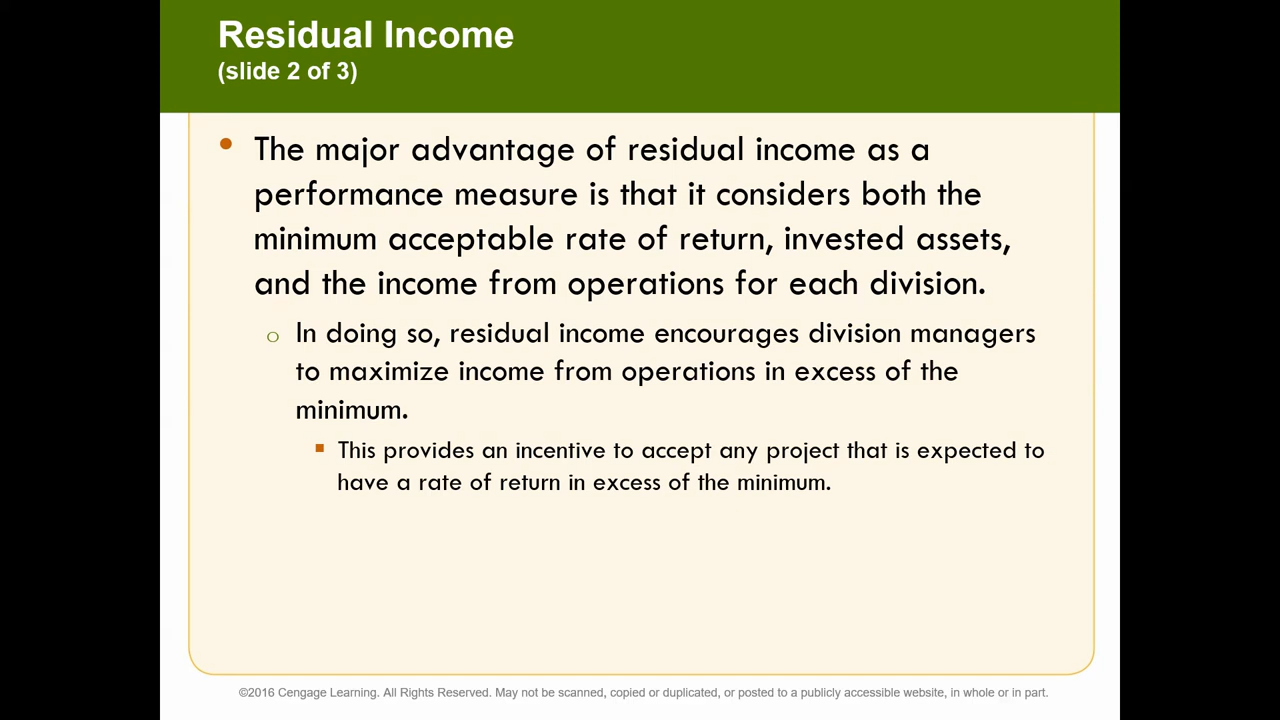 Residual Income
(slide 2 of 3)
• The major advantage of residual income as a
performance measure is that it considers both the
minimum acceptable rate of return, invested assets,
and the income from operations for each division.
o In doing so, residual income encourages division managers
to maximize income from operations in excess of the
minimum.
▪ This provides an incentive to accept any project that is expected to
have a rate of return in excess of the minimum.
©2016 Cengage Learning. All Rights Reserved. May not be scanned, copied or duplicated, or posted to a publicly accessible website, in whole or in part.